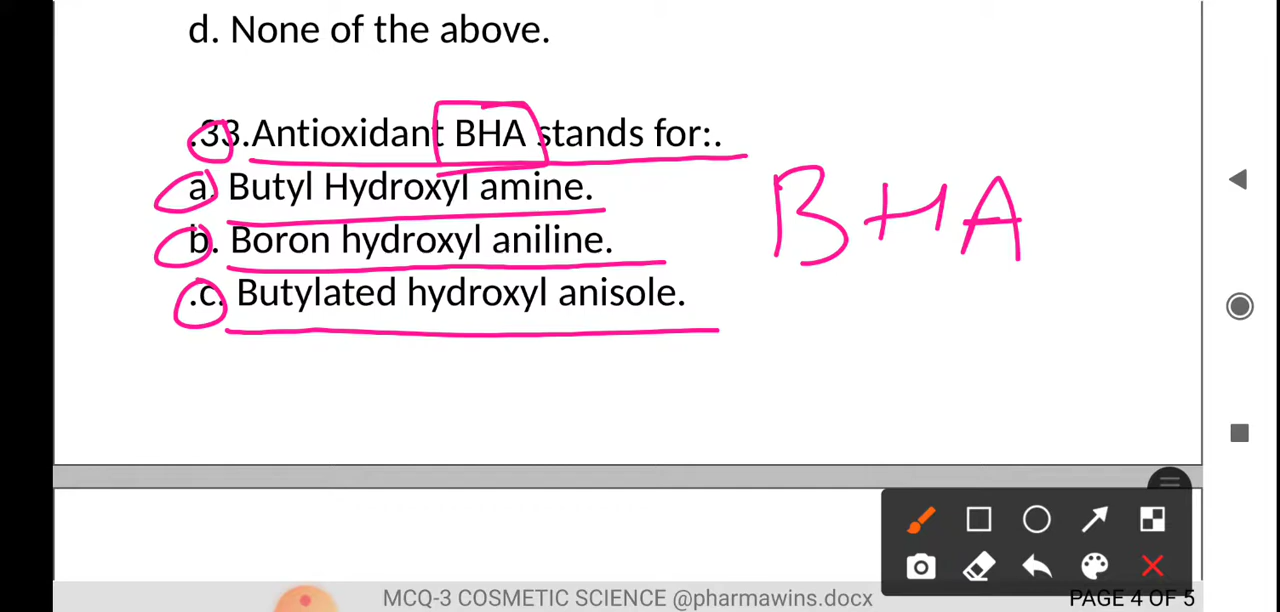 d. None of the above.
.33.Antioxidant BHA stands for:.
a. Butyl Hydroxyl amine.
b. Boron hydroxyl aniline.
.c. Butylated hydroxyl anisole.
BHA
MCQ-3 COSMETIC SCIENCE @pharmawins.docx
PAGE 4 OF 5